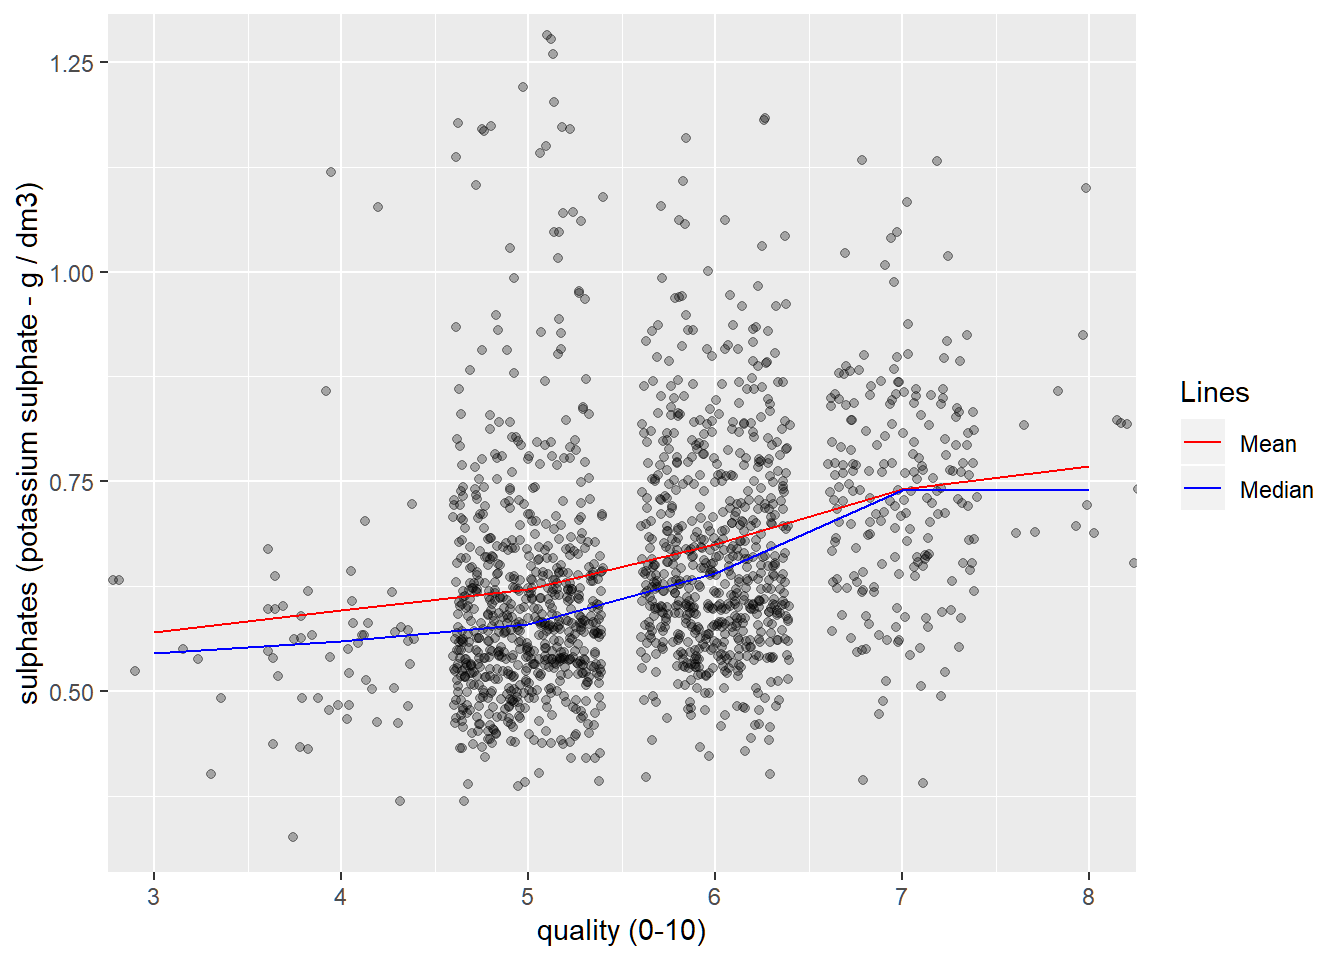 1.25
1.00
0.75
0.50
sulphates (potassium sulphate - g / dm3)
3 4 5 6 7 8
quality (0-10)
Lines
Mean
Median